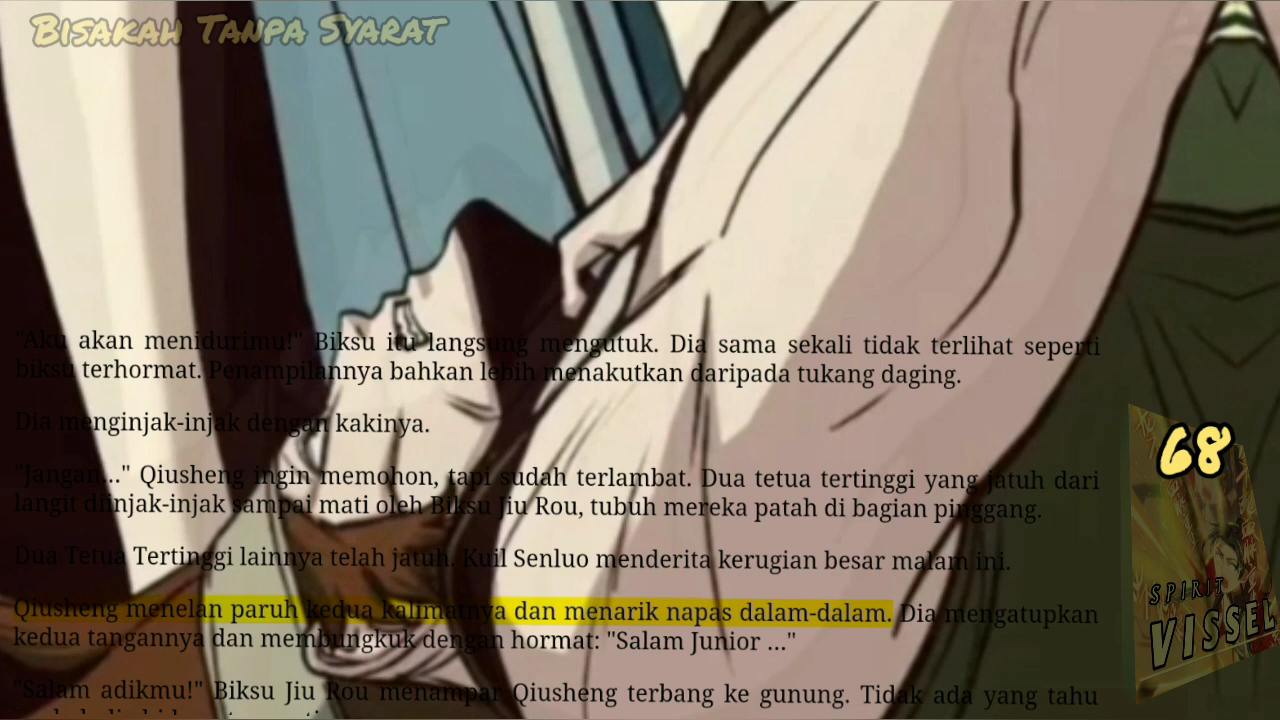 Bisakah Tanpa Syarat
"Aku akan menidurimu!" Biksu itu langsung mengutuk. Dia sama sekali tidak terlihat seperti
biksu terhormat. Penampilannya bahkan lebih menakutkan daripada tukang daging.
Dia menginjak-injak dengan kakinya.
"Jangan..." Qiusheng ingin memohon, tapi sudah terlambat. Dua tetua tertinggi yang jatuh dari
langit diinjak-injak sampai mati oleh Biksu Jiu Rou, tubuh mereka patah di bagian pinggang.
Dua Tetua Tertinggi lainnya telah jatuh. Kuil Senluo menderita kerugian besar malam ini.
Qiusheng menelan paruh kedua kalimatnya dan menarik napas dalam-dalam. Dia mengatupkan
kedua tangannya dan membungkuk dengan hormat: "Salam Junior ..."
"Salam adikmu!" Biksu Jiu Rou menampar Qiusheng terbang ke gunung. Tidak ada yang tahu
68
SPIRIT
VISSEL